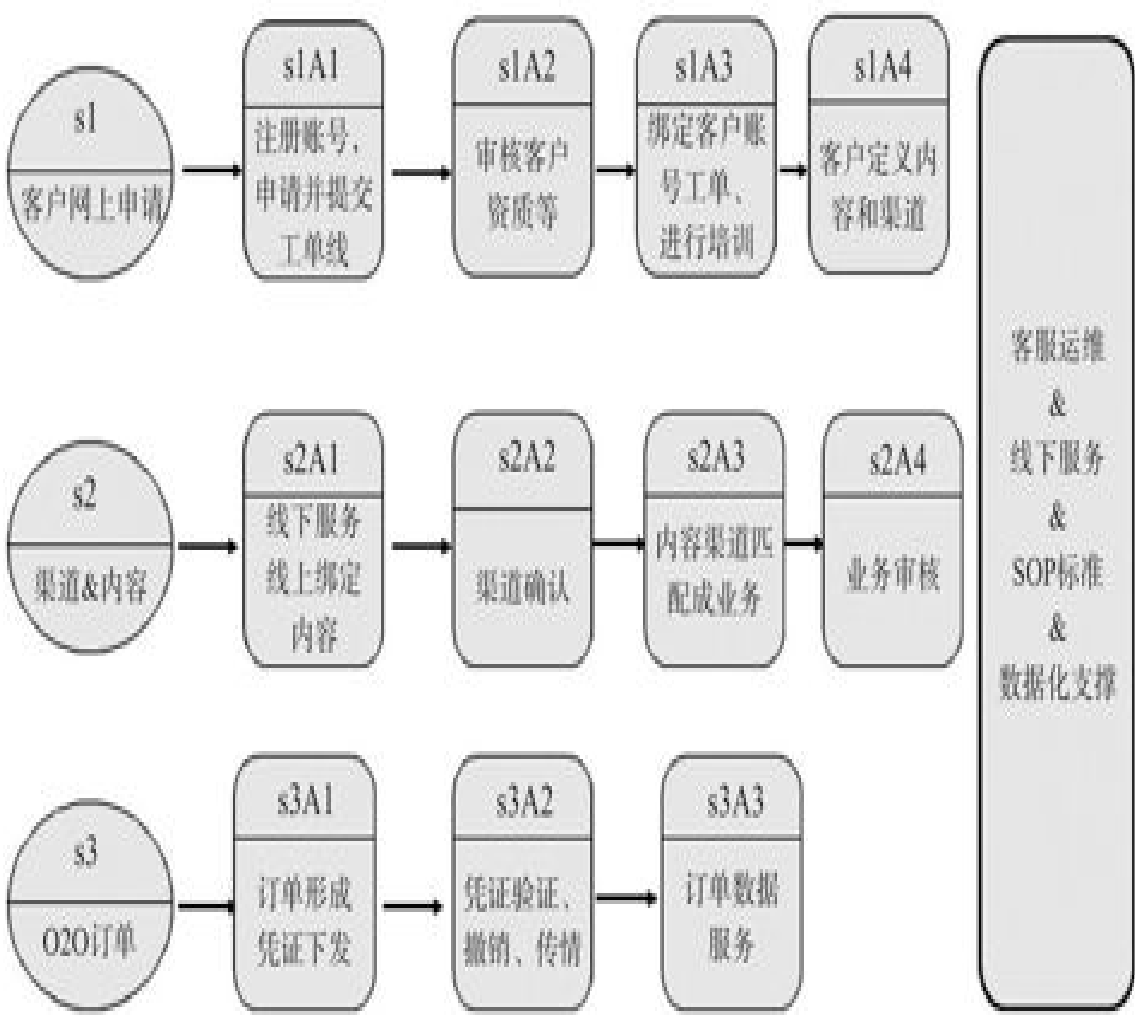 s1
客户网上申请
s1A1
注册账号、
申请并提交
工单线
s1A2
审核客户
资质等
s1A3
绑定客户账
号工单、
进行培训
s1A4
客户定义内
容和渠道
s2
渠道&内容
s2A1
线下服务
线上绑定
内容
s2A2
渠道确认
s2A3
内容渠道匹
配成业务
s2A4
业务审核
s3
O2O订单
s3A1
订单形成
凭证下发
s3A2
凭证验证、
撤销、传情
s3A3
订单数据
服务
客服运维
&
线下服务
&
SOP标准
&
数据化支撑